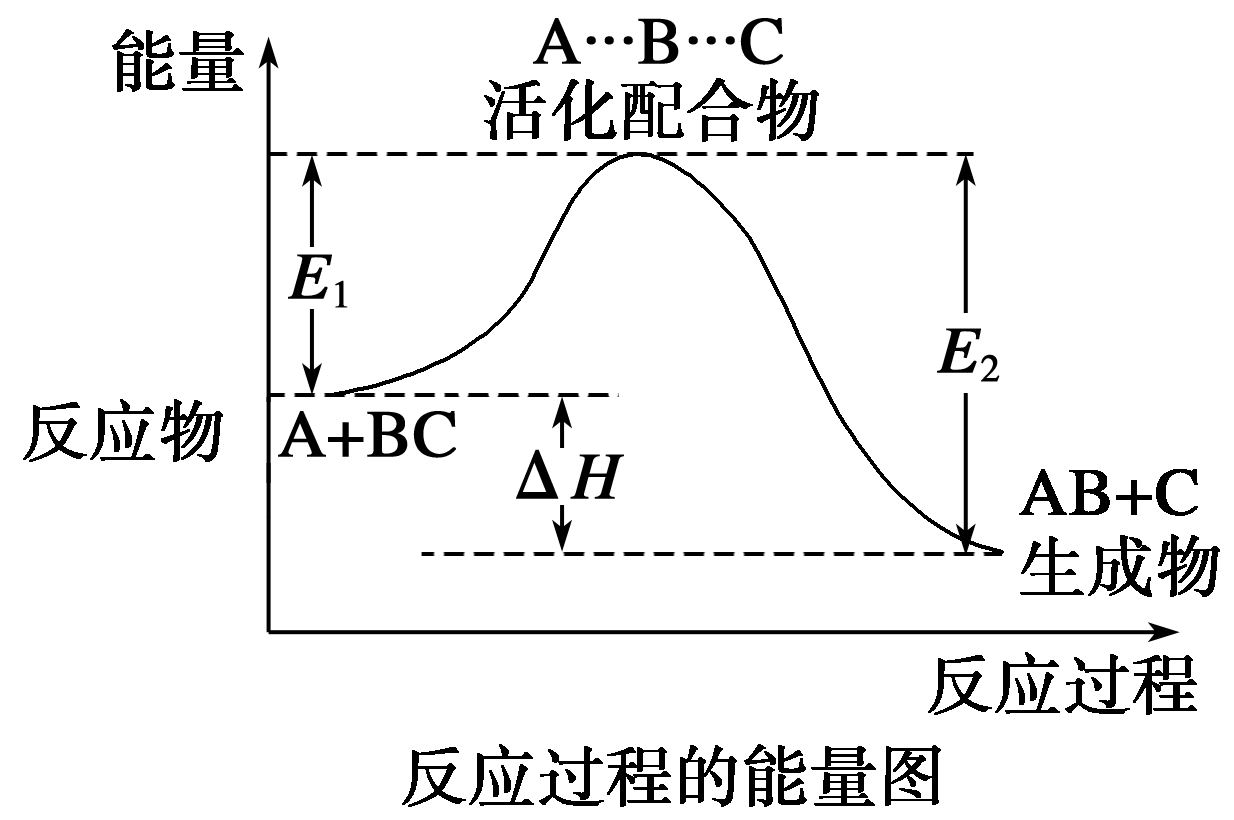 能量
A···B···C
活化配合物
E₁
E₂
反应物
A+BC
ΔH
AB+C
生成物
反应过程
反应过程的能量图